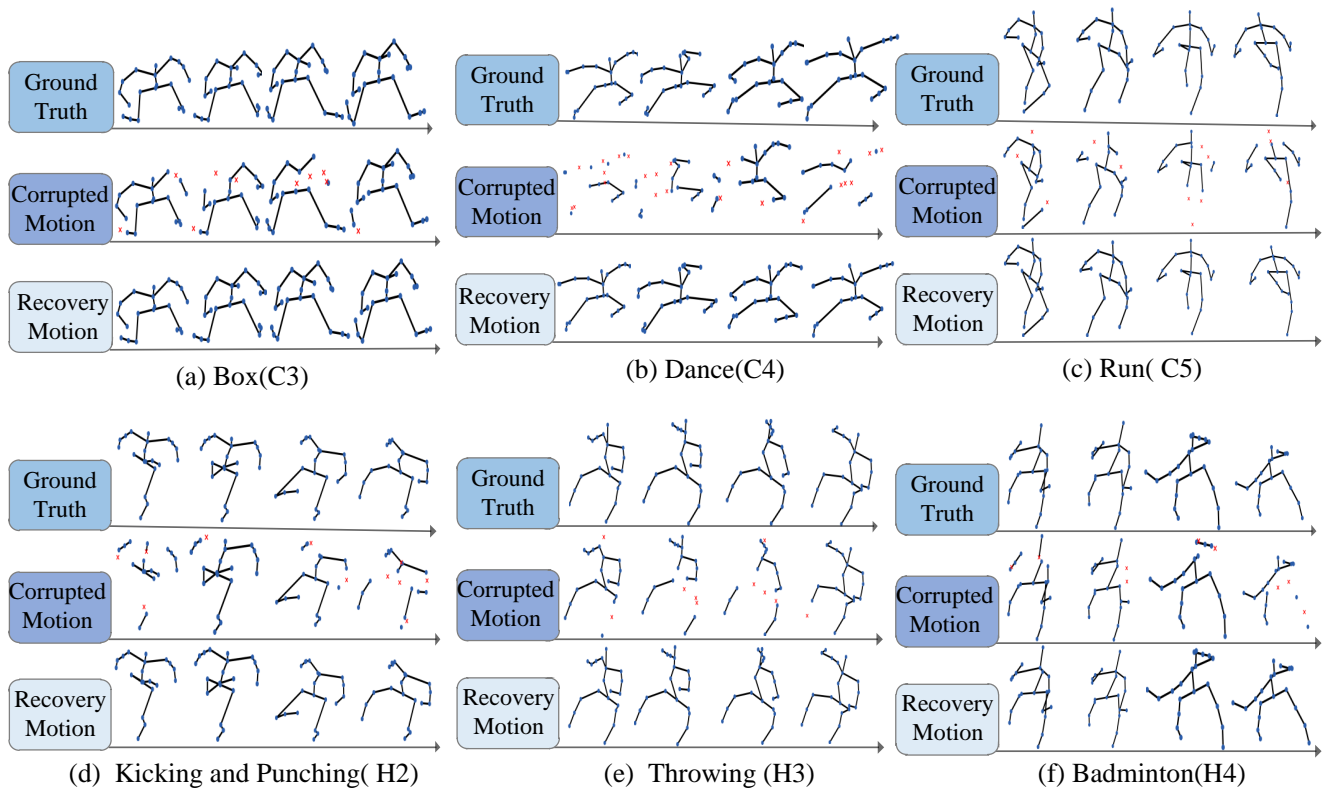 Ground
Truth
Corrupted
Motion
Recovery
Motion
(a) Box(C3)
Ground
Truth
Corrupted
Motion
Recovery
Motion
(b) Dance(C4)
Ground
Truth
Corrupted
Motion
Recovery
Motion
(c) Run( C5)
Ground
Truth
Corrupted
Motion
Recovery
Motion
(d) Kicking and Punching( H2)
Ground
Truth
Corrupted
Motion
Recovery
Motion
(e) Throwing (H3)
Ground
Truth
Corrupted
Motion
Recovery
Motion
(f) Badminton(H4)